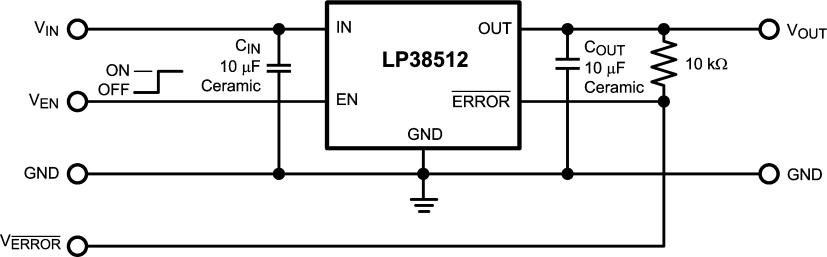 VIN
CIN
10 µF
Ceramic
ON
OFF
VEN
IN
OUT
LP38512
EN
ERROR
GND
COUT
10 µF
Ceramic
10 kΩ
VOUT
GND
GND
VERROR